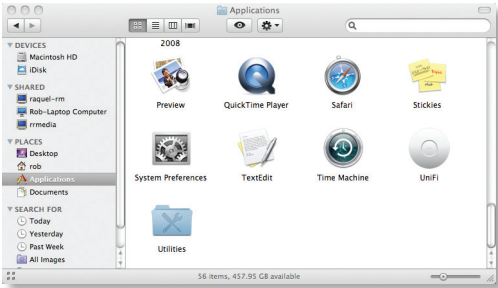 Applications
DEVICES
Macintosh HD
iDisk
SHARED
raquel-rm
Rob-Laptop Computer
rrmedia
PLACES
Desktop
rob
Applications
Documents
SEARCH FOR
Today
Yesterday
Past Week
All Images
2008
Preview
QuickTime Player
Safari
Stickies
System Preferences
TextEdit
Time Machine
UniFi
Utilities
56 items, 457.95 GB available